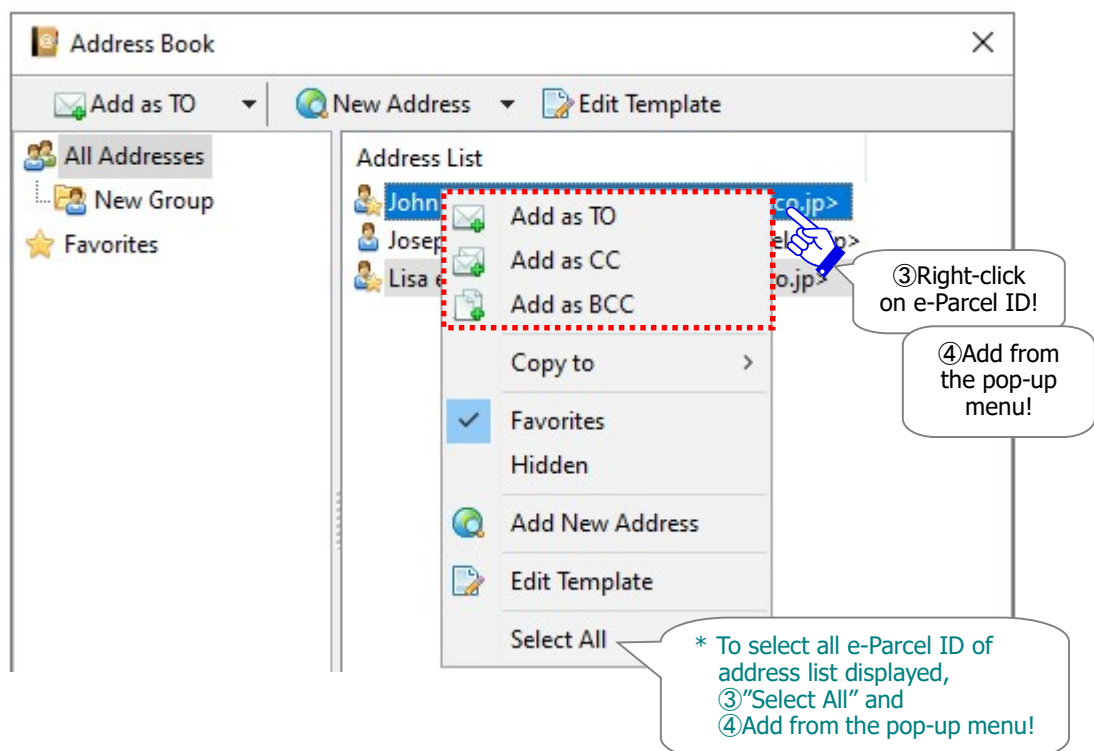 Address Book
Add as TO New Address Edit Template
All Addresses
New Group
Favorites
Address List
John co.jp>
Lisa o.jp>
Add as TO
Add as CC
Add as BCC
Copy to
Favorites
Hidden
Add New Address
Edit Template
Select All
③Right-click
on e-Parcel ID!
④Add from
the pop-up
menu!
* To select all e-Parcel ID of
address list displayed,
③”Select All” and
④Add from the pop-up menu!